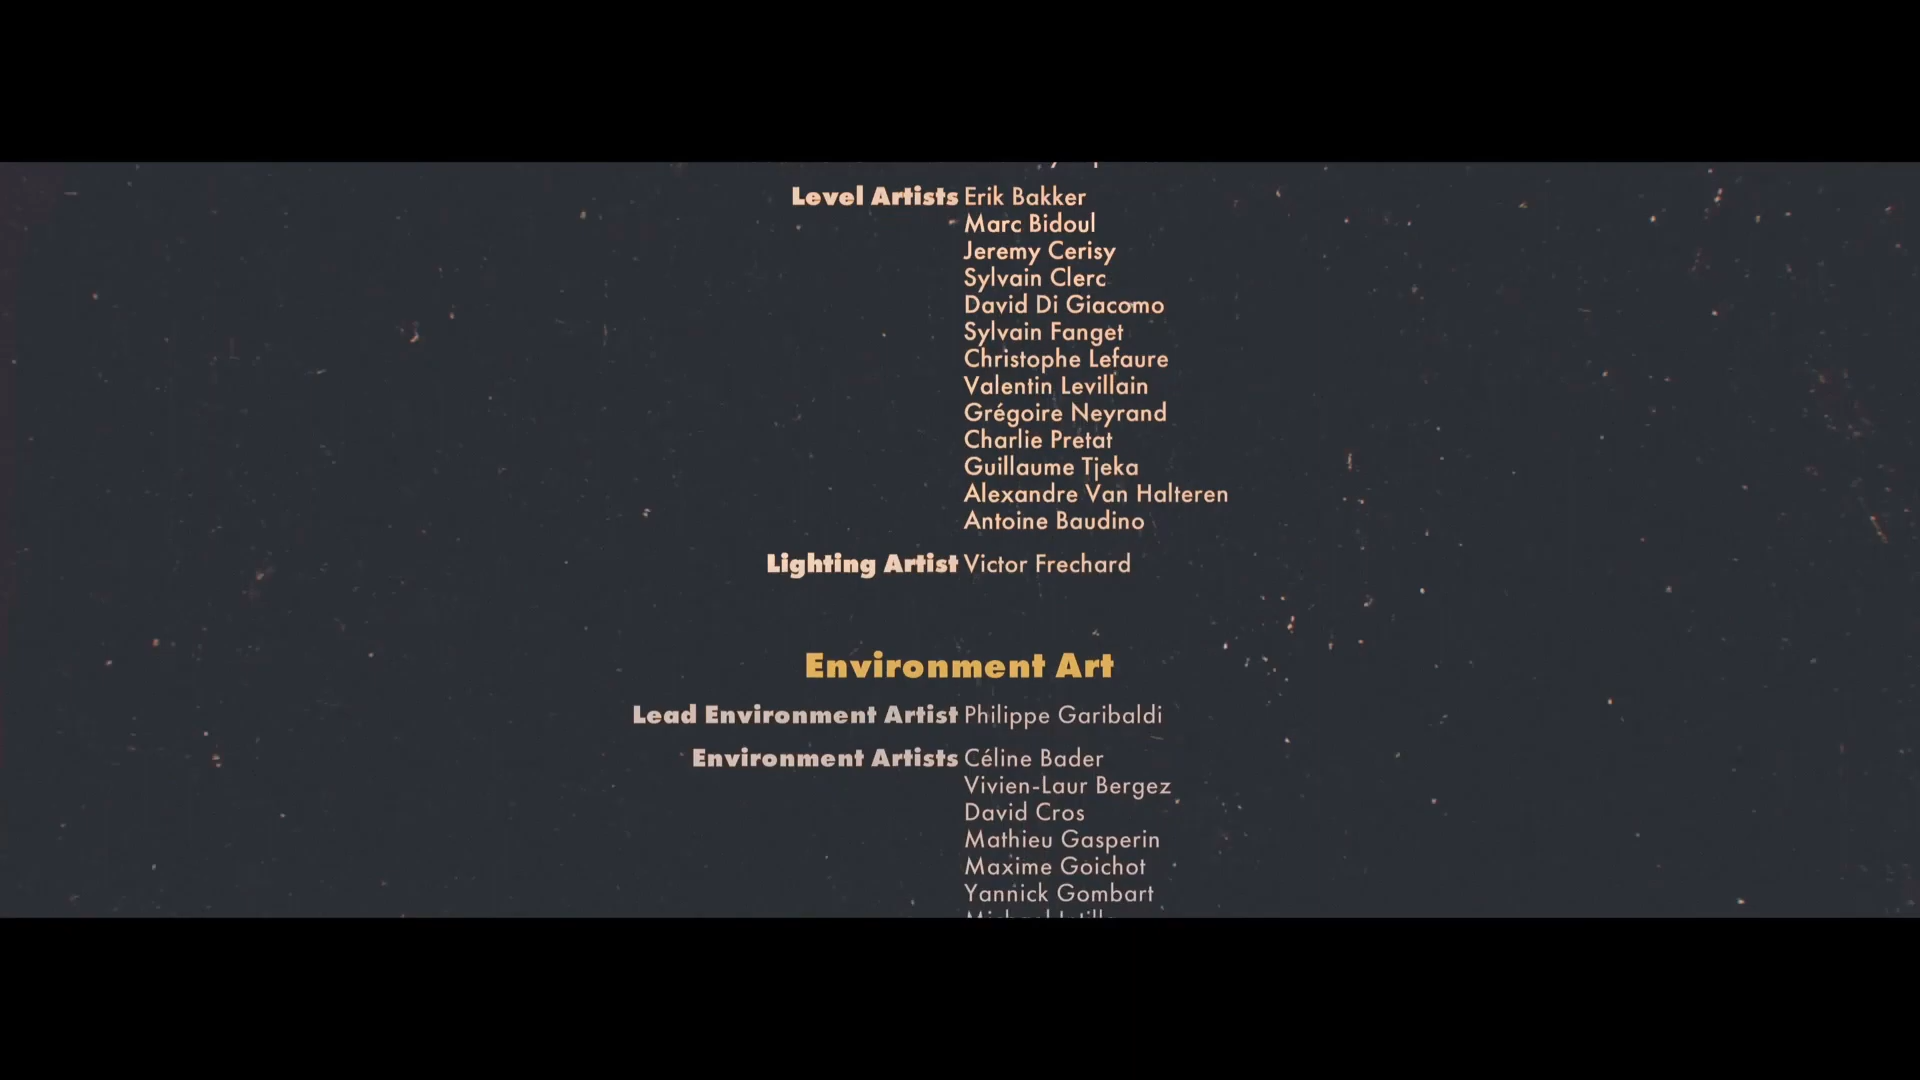 Level Artists Erik Bakker
Marc Bidoul
Jeremy Cerisy
Sylvain Clerc
David Di Giacomo
Sylvain Fanget
Christophe Lefaure
Valentin Levillain
Grégoire Neyrand
Charlie Pretat
Guillaume Tjeka
Alexandre Van Halteren
Antoine Baudino
Lighting Artist Victor Frechard
Environment Art
Lead Environment Artist Philippe Garibaldi
Environment Artists Céline Bader
Vivien-Laur Bergez
David Cros
Mathieu Gasperin
Maxime Goichot
Yannick Gombart